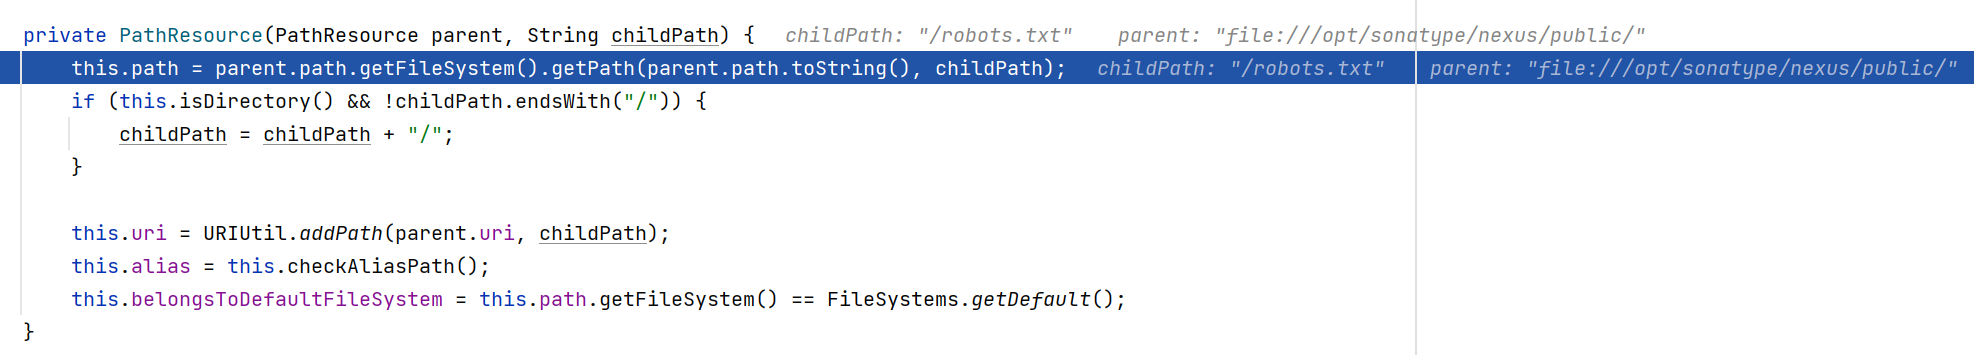 private PathResource(PathResource parent, String childPath) {   childPath: "/robots.txt"    parent: "file:///opt/sonatype/nexus/public/"
    this.path = parent.path.getFileSystem().getPath(parent.path.toString(), childPath);   childPath: "/robots.txt"    parent: "file:///opt/sonatype/nexus/public/"
    if (this.isDirectory() && !childPath.endsWith("/")) {
        childPath = childPath + "/";
    }
    this.uri = URIUtil.addPath(parent.uri, childPath);
    this.alias = this.checkAliasPath();
    this.belongsToDefaultFileSystem = this.path.getFileSystem() == FileSystems.getDefault();
}